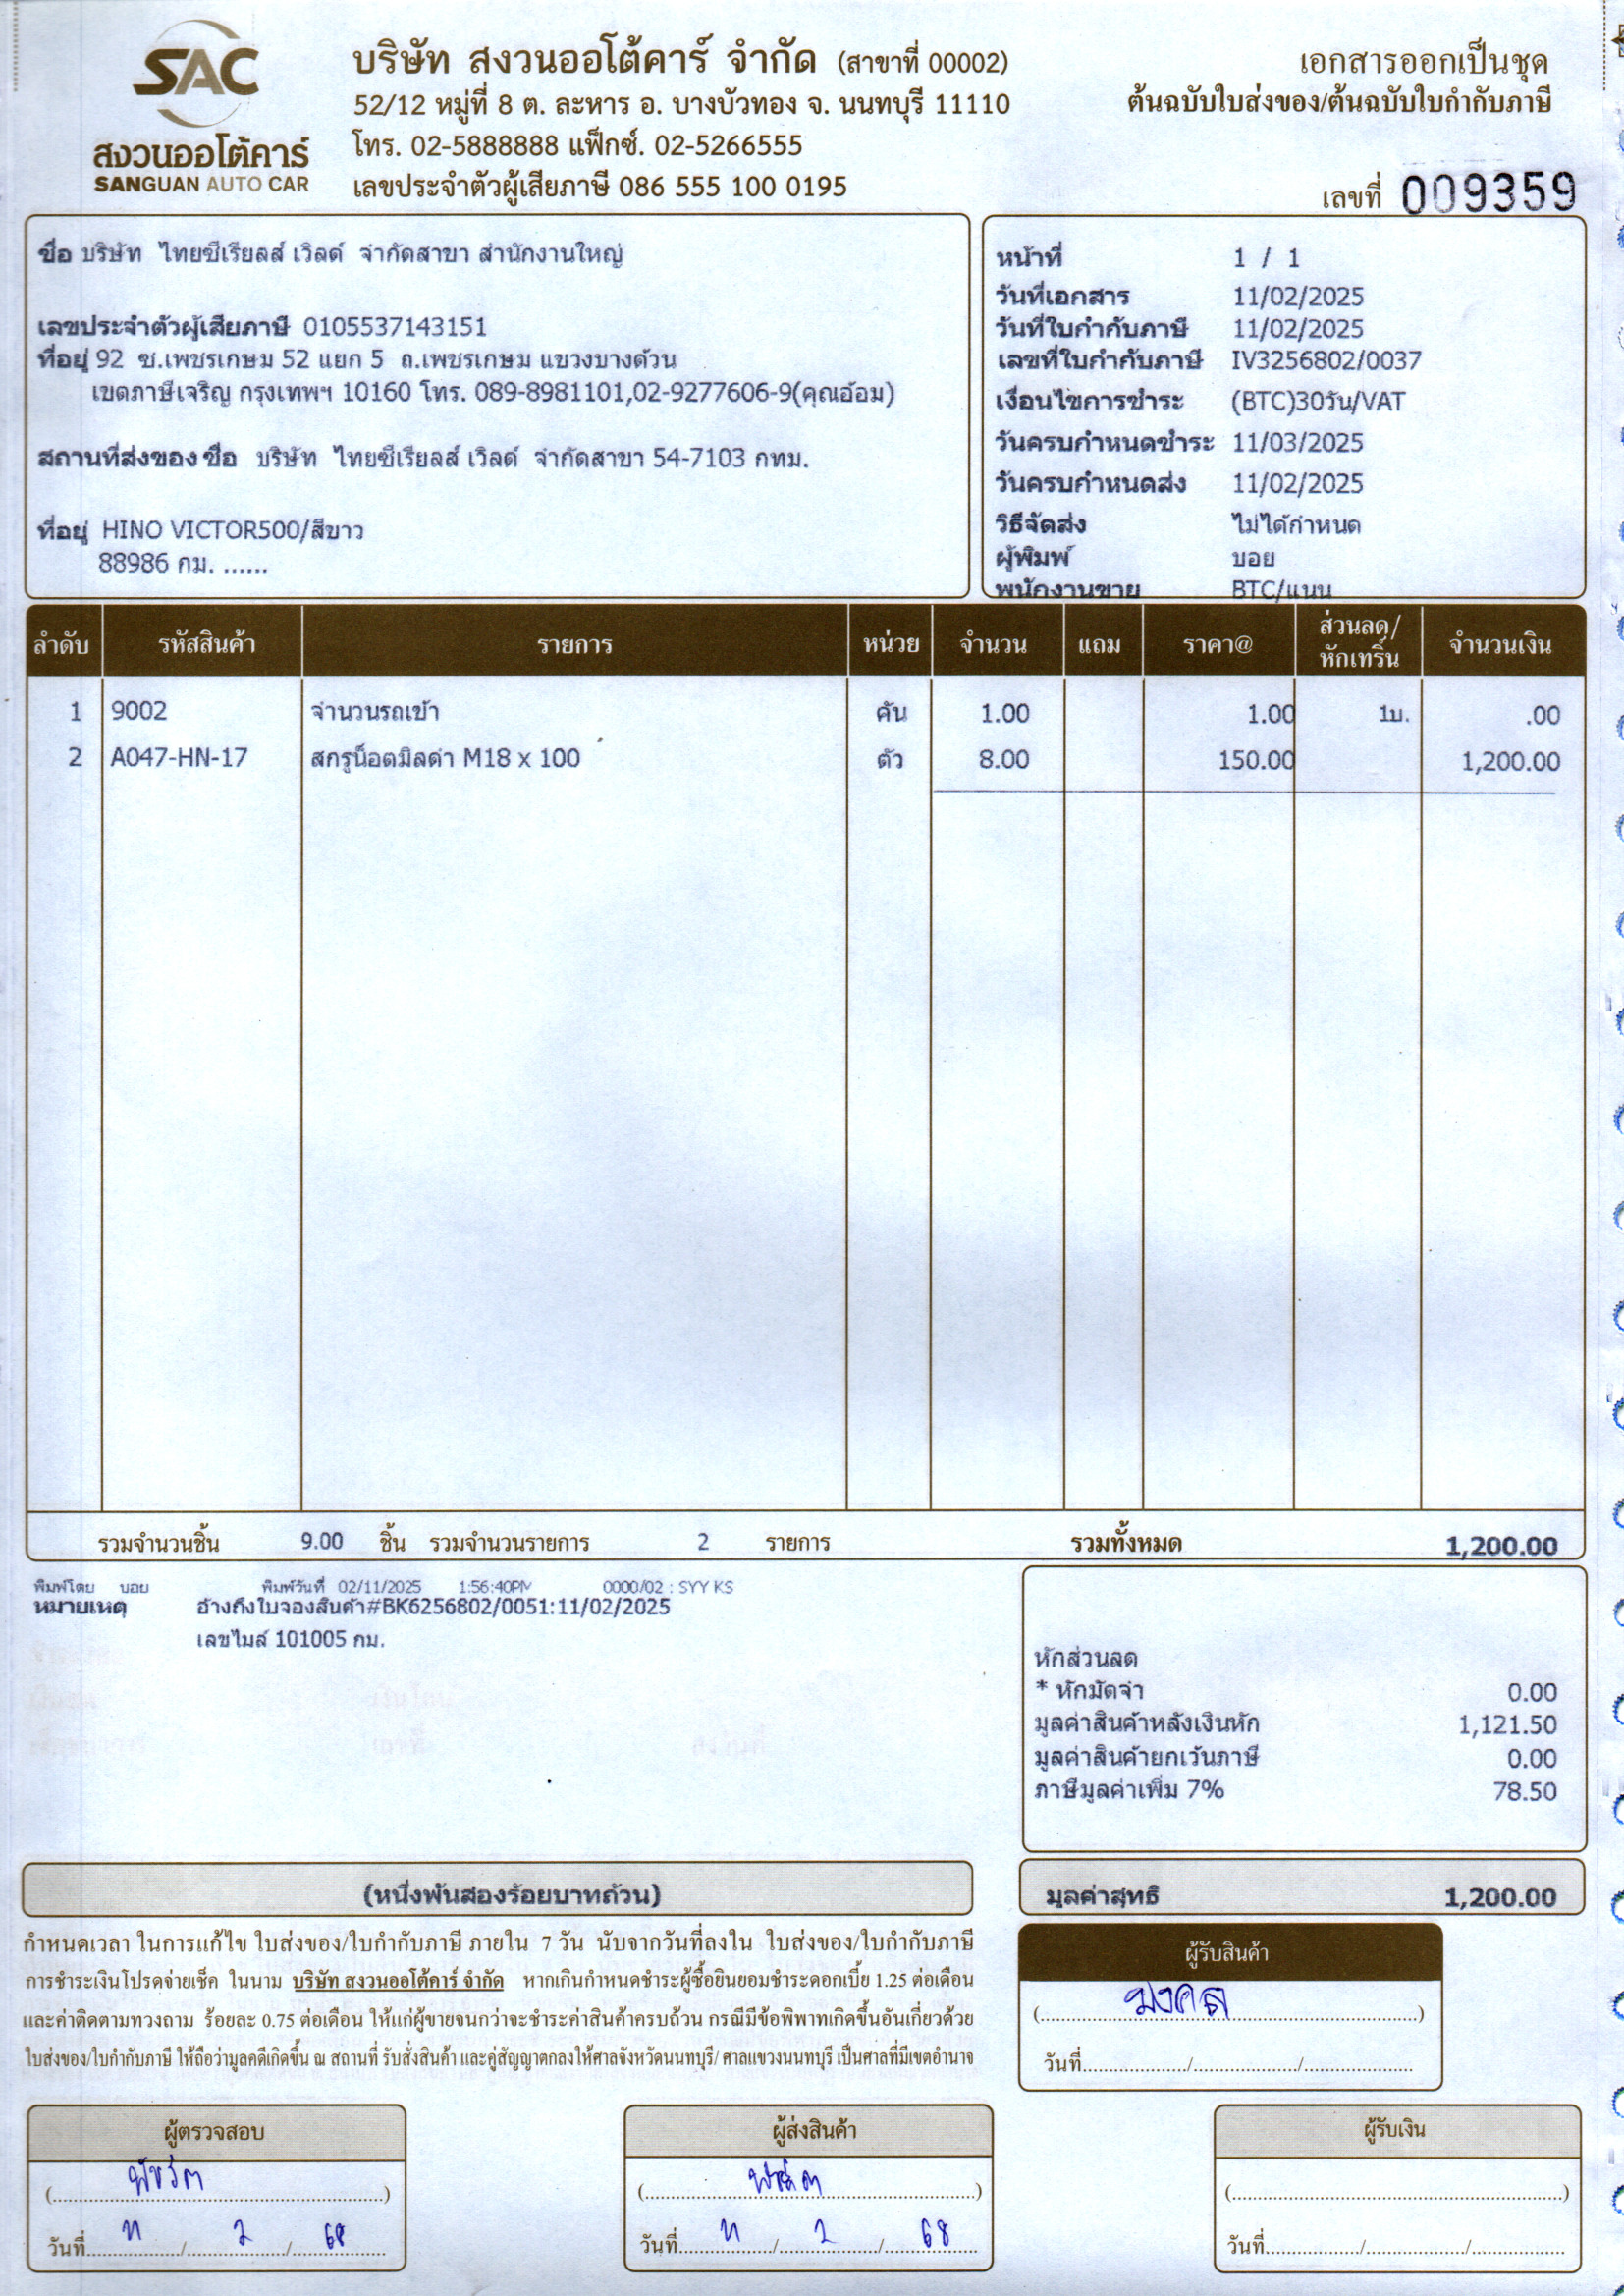 SAC
สงวนออโต้คาร์
SANGUAN AUTO CAR
บริษัท สงวนออโต้คาร์ จำกัด (สาขาที่ 00002)
52/12 หมู่ที่ 8 ต. ละหาร อ. บางบัวทอง จ. นนทบุรี 11110
โทร. 02-5888888 แฟ็กซ์. 02-5266555
เลขประจำตัวผู้เสียภาษี 086 555 100 0195
เอกสารออกเป็นชุด
ต้นฉบับใบส่งของ/ต้นฉบับใบกำกับภาษี
เลขที่ 009359
ชื่อ บริษัท ไทยซีเรียลส์ เวิลด์ จำกัดสาขา สำนักงานใหญ่
เลขประจำตัวผู้เสียภาษี 0105537143151
ที่อยู่ 92 ซ.เพชรเกษม 52 แยก 5 ถ.เพชรเกษม แขวงบางด้วน
เขตภาษีเจริญ กรุงเทพฯ 10160 โทร. 089-8981101,02-9277606-9(คุณอ้อม)
สถานที่ส่งของ ชื่อ บริษัท ไทยซีเรียลส์ เวิลด์ จำกัดสาขา 54-7103 กทม.
ที่อยู่ HINO VICTOR500/สีขาว
88986 กม. ......
หน้าที่ 1 / 1
วันที่เอกสาร 11/02/2025
วันที่ใบกำกับภาษี 11/02/2025
เลขที่ใบกำกับภาษี IV3256802/0037
เงื่อนไขการชำระ (BTC)30วัน/VAT
วันครบกำหนดชำระ 11/03/2025
วันครบกำหนดส่ง 11/02/2025
วิธีจัดส่ง ไม่ได้กำหนด
ผู้พิมพ์ บอย
พนักงานขาย BTC/แนน
ลำดับ รหัสสินค้า รายการ หน่วย จำนวน แถม ราคา@ ส่วนลด/หักเทริ์น จำนวนเงิน
1 9002 จำนวนรถเข้า คัน 1.00 1.00 1บ. .00
2 A047-HN-17 สกรูน็อตมิลดำ M18 x 100 ตัว 8.00 150.00 1,200.00
รวมจำนวนชิ้น 9.00 ชิ้น รวมจำนวนรายการ 2 รายการ รวมทั้งหมด 1,200.00
พิมพ์โดย บอย พิมพ์วันที่ 02/11/2025 1:56:40PM 0000/02 : SYY KS
หมายเหตุ อ้างถึงใบจองสินค้า#BK6256802/0051:11/02/2025
เลขไมล์ 101005 กม.
หักส่วนลด
* หักมัดจำ 0.00
มูลค่าสินค้าหลังเงินหัก 1,121.50
มูลค่าสินค้ายกเว้นภาษี 0.00
ภาษีมูลค่าเพิ่ม 7% 78.50
(หนึ่งพันสองร้อยบาทถ้วน)
มูลค่าสุทธิ 1,200.00
กำหนดเวลา ในการแก้ไข ใบส่งของ/ใบกำกับภาษี ภายใน 7 วัน นับจากวันที่ลงใน ใบส่งของ/ใบกำกับภาษี
การชำระเงินโปรดจ่ายเช็ค ในนาม บริษัท สงวนออโต้คาร์ จำกัด หากเกินกำหนดชำระผู้ซื้อยินยอมชำระดอกเบี้ย 1.25 ต่อเดือน
และค่าติดตามทวงถาม ร้อยละ 0.75 ต่อเดือน ให้แก่ผู้ขายจนกว่าจะชำระค่าสินค้าครบถ้วน กรณีมีข้อพิพาทเกิดขึ้นอันเกี่ยวด้วย
ใบส่งของ/ใบกำกับภาษี ให้ถือว่ามูลคดีเกิดขึ้น ณ สถานที่ รับสั่งสินค้า และคู่สัญญาตกลงให้ศาลจังหวัดนนทบุรี/ ศาลแขวงนนทบุรี เป็นศาลที่มีเขตอำนาจ
ผู้รับสินค้า
(มงคล)
วันที่......../......../........
ผู้ตรวจสอบ
วันที่ 11 / 2 / 68
ผู้ส่งสินค้า
วันที่ 11 / 2 / 68
ผู้รับเงิน
(........................)
วันที่......../......../........